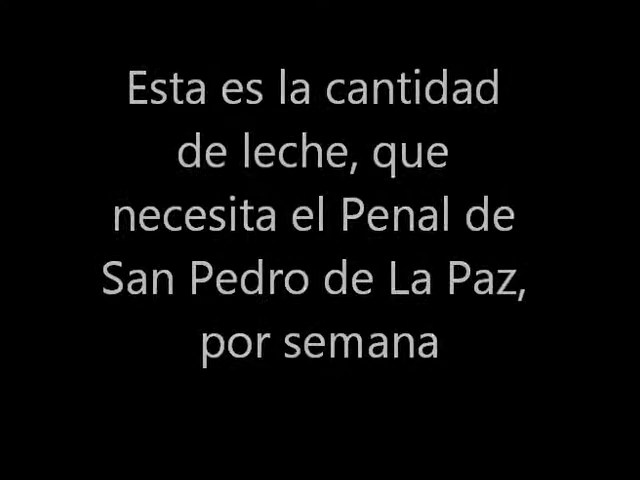 Esta es la cantidad
de leche, que
necesita el Penal de
San Pedro de La Paz,
por semana